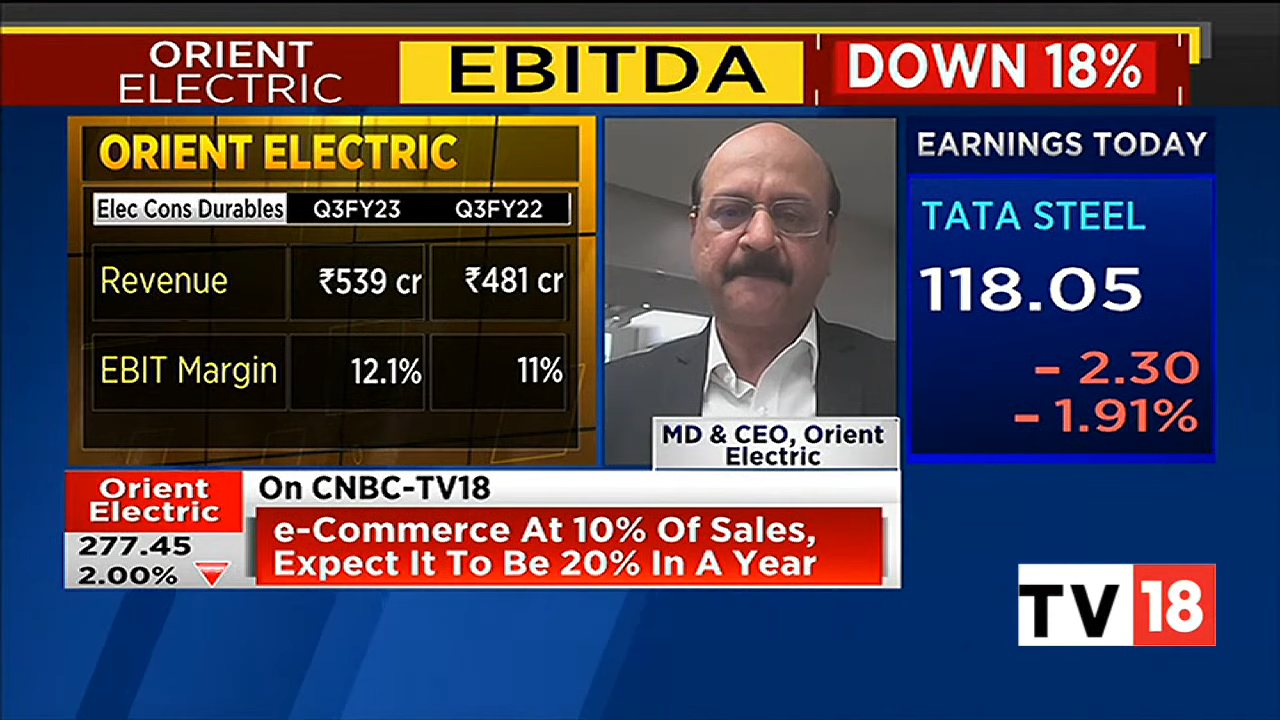 ORIENT
ELECTRIC
EBITDA
DOWN 18%
ORIENT ELECTRIC
Elec Cons Durables Q3FY23 Q3FY22
Revenue ₹539 cr ₹481 cr
EBIT Margin 12.1% 11%
MD & CEO, Orient
Electric
EARNINGS TODAY
TATA STEEL
118.05
- 2.30
- 1.91%
Orient
Electric
277.45
2.00%
On CNBC-TV18
e-Commerce At 10% Of Sales,
Expect It To Be 20% In A Year
TV18